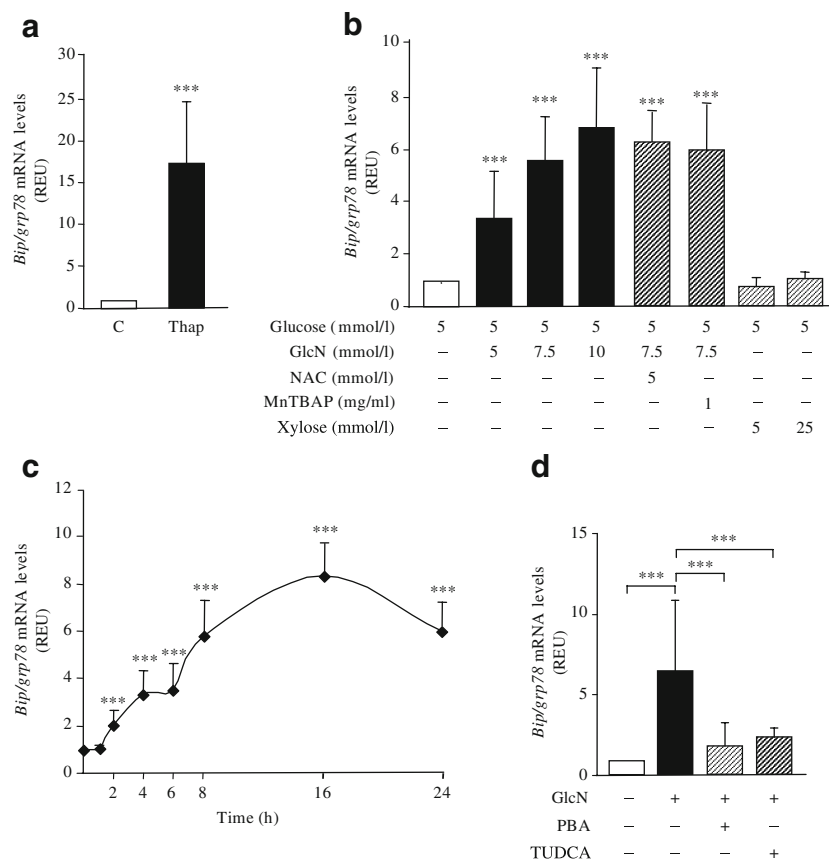 a
Bip/grp78 mRNA levels
(REU)
30
25
20
15
10
5
0
***
C Thap
b
Bip/grp78 mRNA levels
(REU)
10
8
6
4
2
0
*** *** *** *** ***
Glucose (mmol/l) 5 5 5 5 5 5 5 5
GlcN (mmol/l) – 5 7.5 10 7.5 7.5 – –
NAC (mmol/l) – – – – 5 – – –
MnTBAP (mg/ml) – – – – – 1 – –
Xylose (mmol/l) – – – – – – 5 25
c
Bip/grp78 mRNA levels
(REU)
12
10
8
6
4
2
0
*** *** *** *** *** ***
2 4 6 8 16 24
Time (h)
d
Bip/grp78 mRNA levels
(REU)
15
10
5
0
*** *** ***
GlcN – + + +
PBA – – + –
TUDCA – – – +